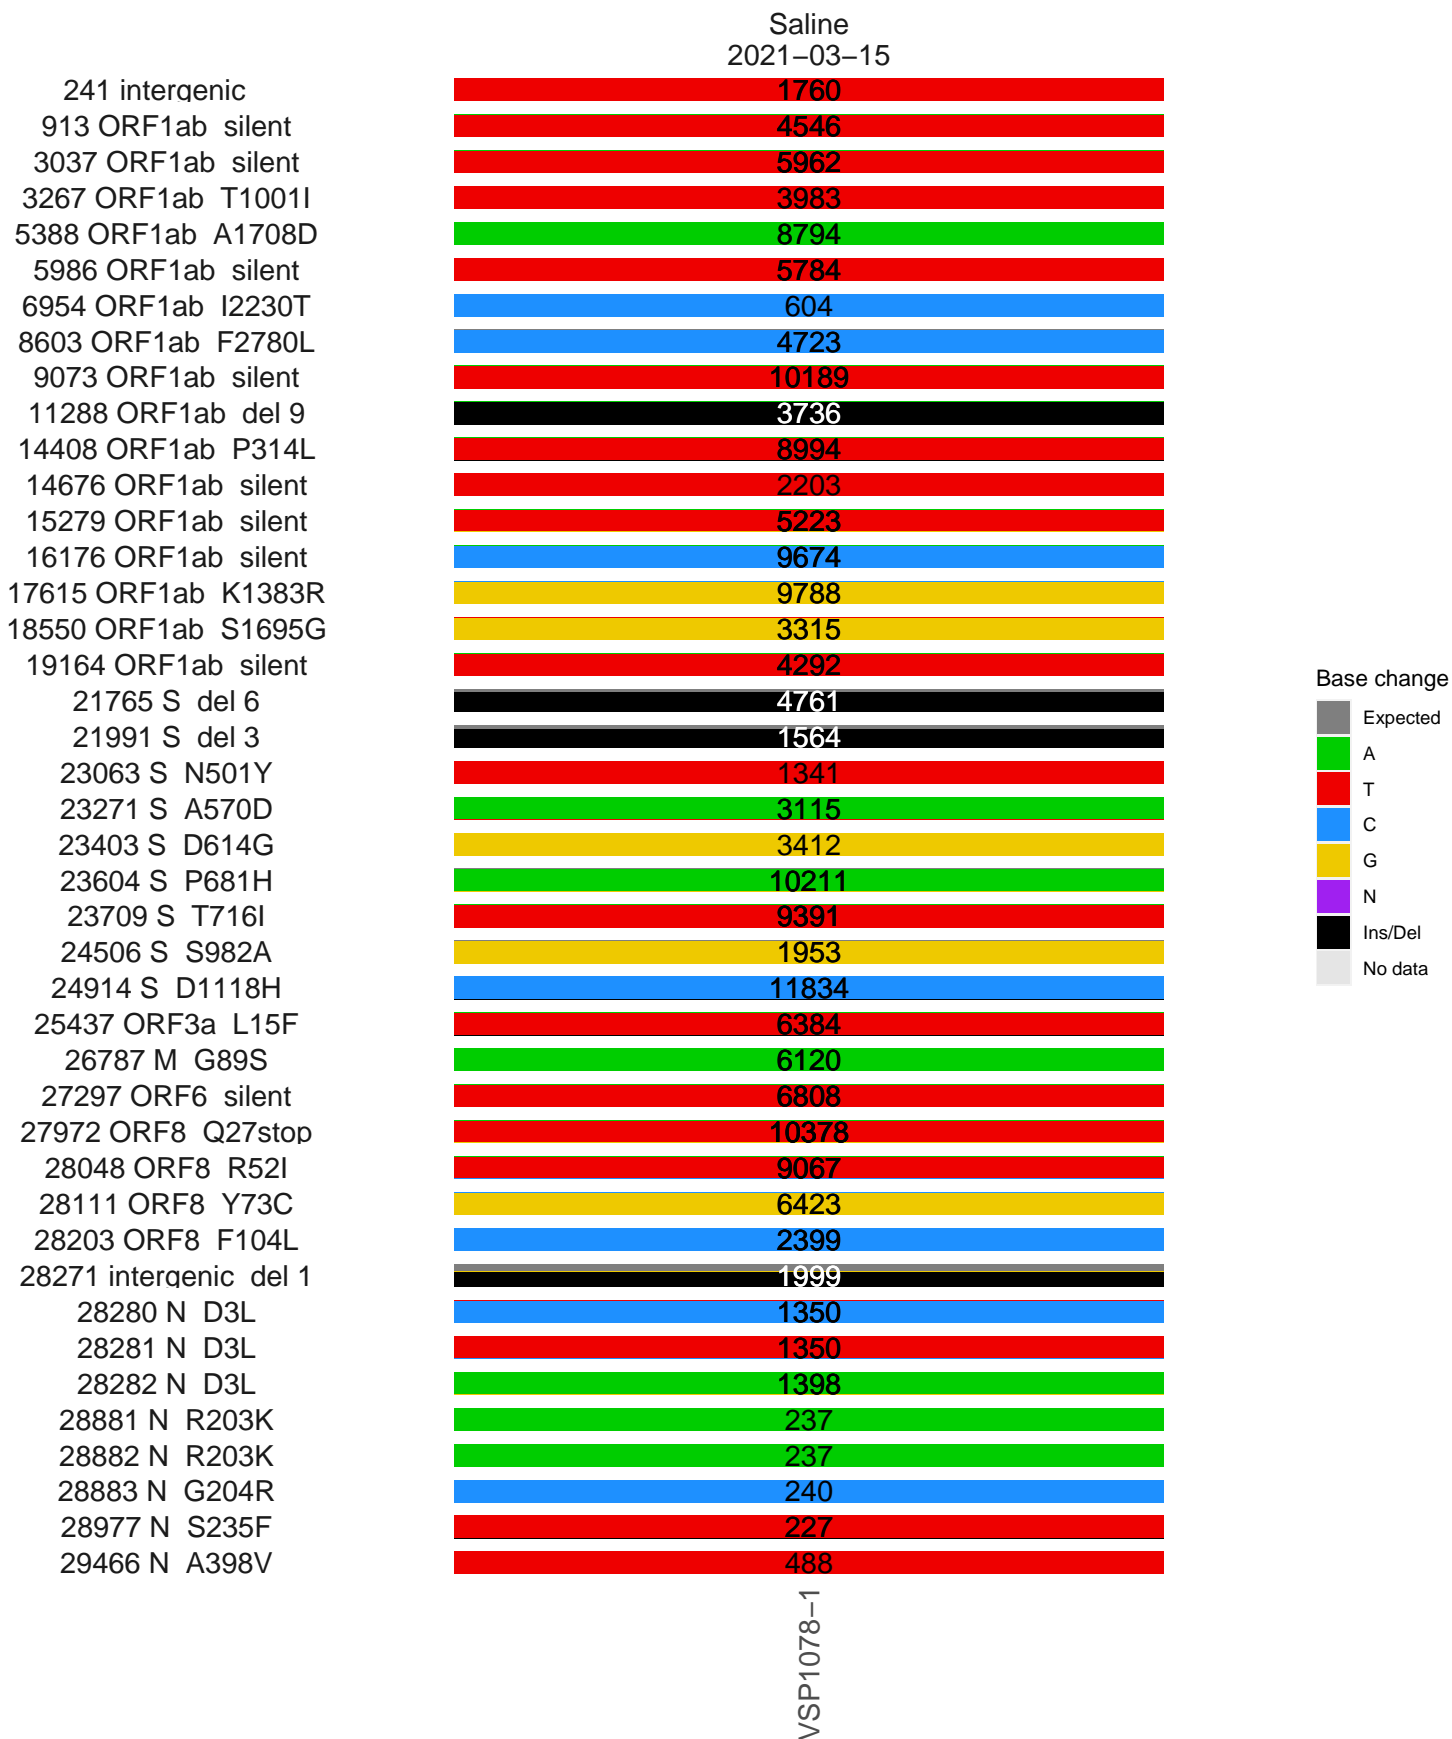 Saline
2021−03−15
241 intergenic 1760
913 ORF1ab silent 4546
3037 ORF1ab silent 5962
3267 ORF1ab T1001I 3983
5388 ORF1ab A1708D 8794
5986 ORF1ab silent 5784
6954 ORF1ab I2230T 604
8603 ORF1ab F2780L 4723
9073 ORF1ab silent 10189
11288 ORF1ab del 9 3736
14408 ORF1ab P314L 8994
14676 ORF1ab silent 2203
15279 ORF1ab silent 5223
16176 ORF1ab silent 9674
17615 ORF1ab K1383R 9788
18550 ORF1ab S1695G 3315
19164 ORF1ab silent 4292
21765 S del 6 4761
21991 S del 3 1564
23063 S N501Y 1341
23271 S A570D 3115
23403 S D614G 3412
23604 S P681H 10211
23709 S T716I 9391
24506 S S982A 1953
24914 S D1118H 11834
25437 ORF3a L15F 6384
26787 M G89S 6120
27297 ORF6 silent 6808
27972 ORF8 Q27stop 10378
28048 ORF8 R52I 9067
28111 ORF8 Y73C 6423
28203 ORF8 F104L 2399
28271 intergenic del 1 1999
28280 N D3L 1350
28281 N D3L 1350
28282 N D3L 1398
28881 N R203K 237
28882 N R203K 237
28883 N G204R 240
28977 N S235F 227
29466 N A398V 488
VSP1078−1
Base change
Expected
A
T
C
G
N
Ins/Del
No data